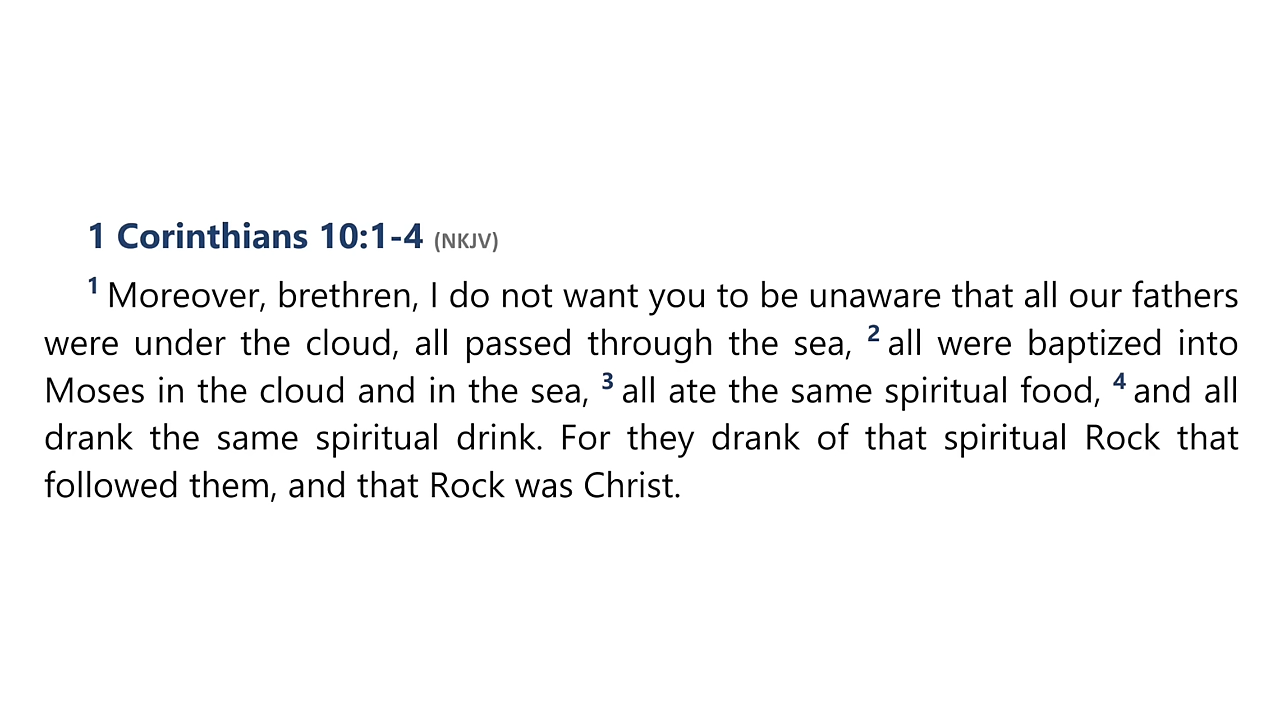 1 Corinthians 10:1-4 (NKJV)
1 Moreover, brethren, I do not want you to be unaware that all our fathers
were under the cloud, all passed through the sea, 2 all were baptized into
Moses in the cloud and in the sea, 3 all ate the same spiritual food, 4 and all
drank the same spiritual drink. For they drank of that spiritual Rock that
followed them, and that Rock was Christ.